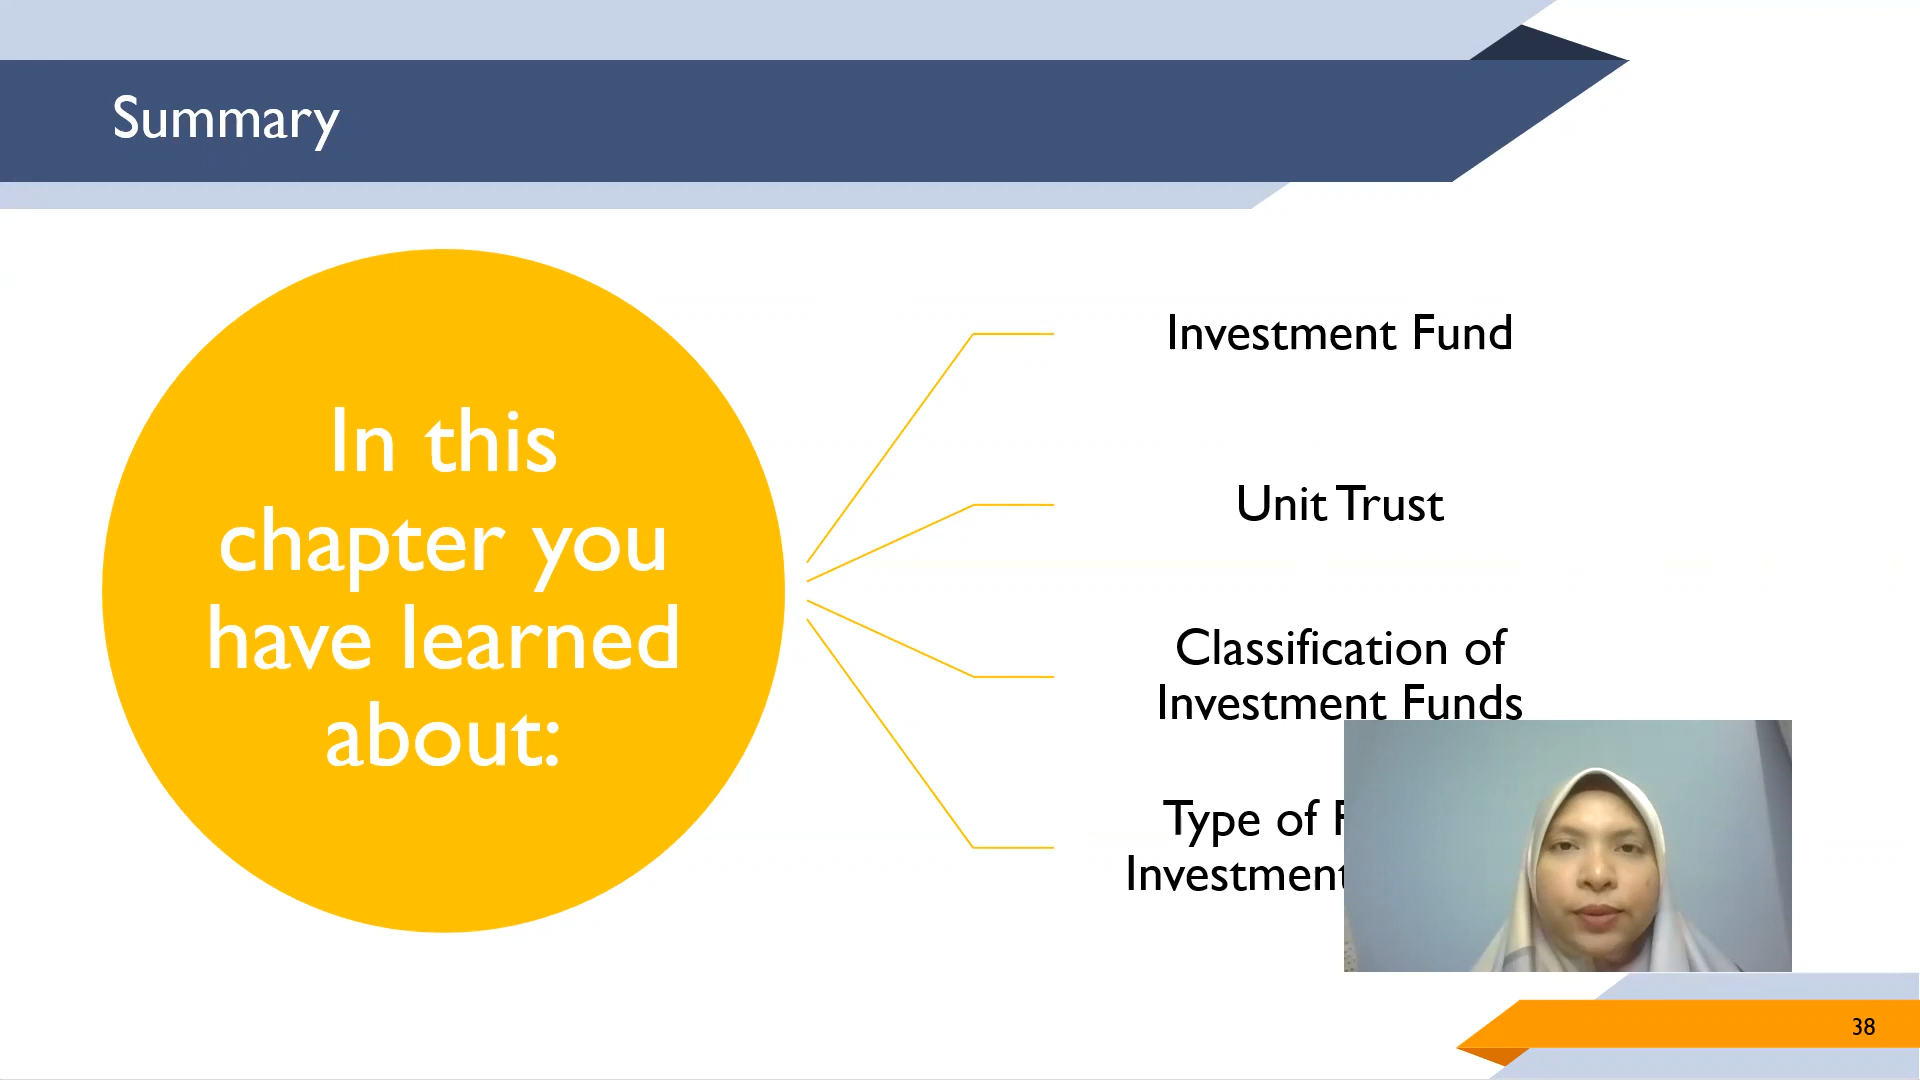 Summary
In this
chapter you
have learned
about:
Investment Fund
Unit Trust
Classification of
Investment Funds
Type of
Investment
38